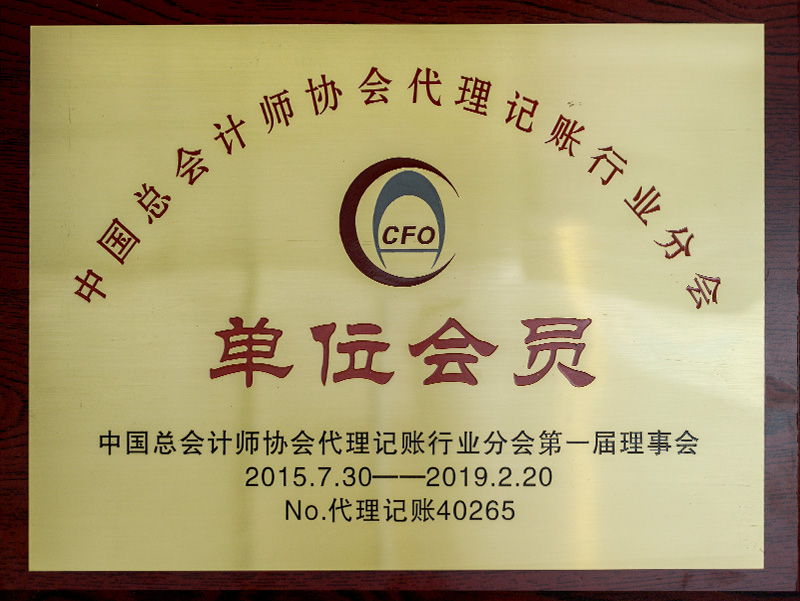 中国总会计师协会代理记账行业分会
CFO
单位会员
中国总会计师协会代理记账行业分会第一届理事会
2015.7.30——2019.2.20
No.代理记账40265